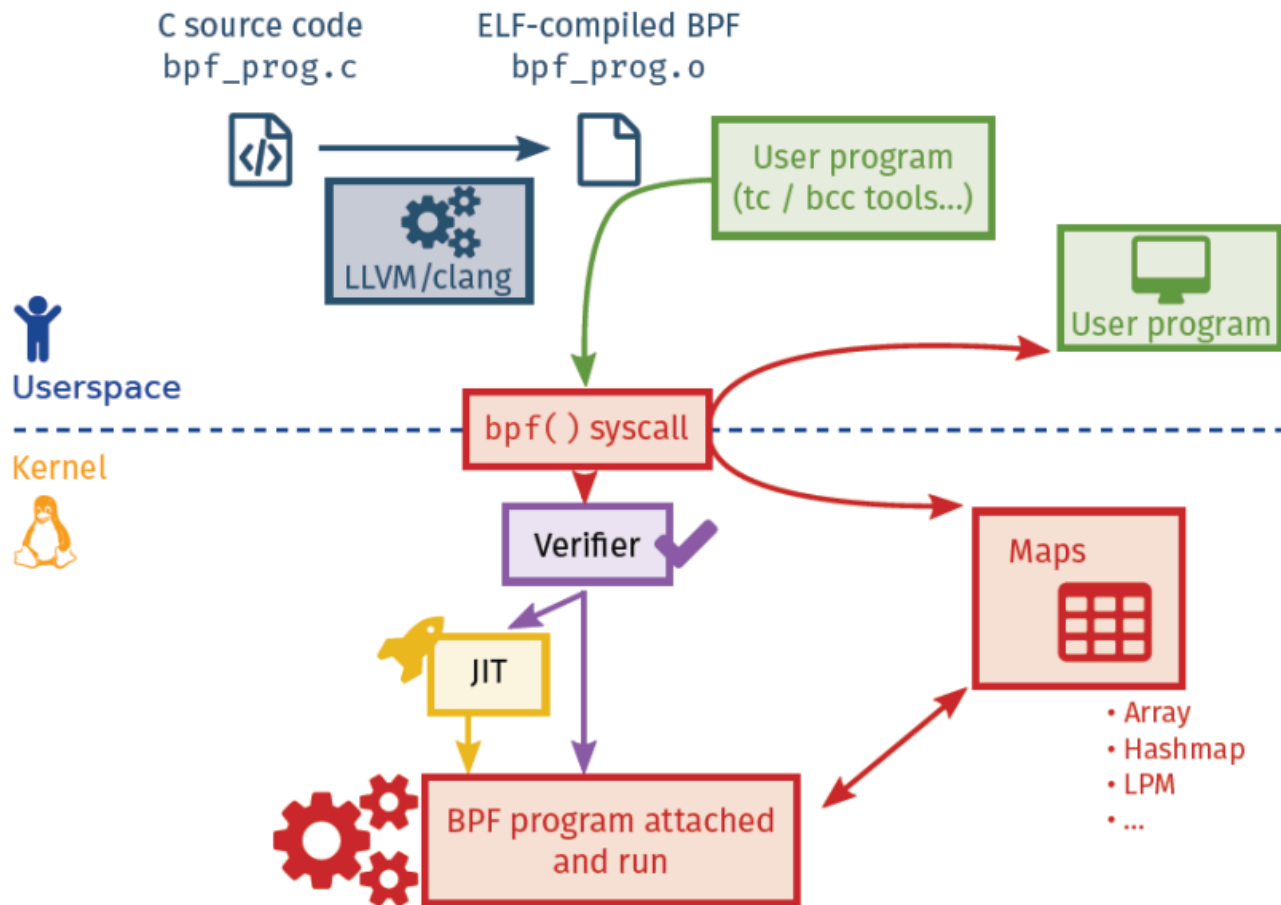 C source code
bpf_prog.c
ELF-compiled BPF
bpf_prog.o
User program
(tc / bcc tools...)
LLVM/clang
User program
Userspace
bpf() syscall
Kernel
Verifier
Maps
JIT
• Array
• Hashmap
• LPM
• ...
BPF program attached
and run